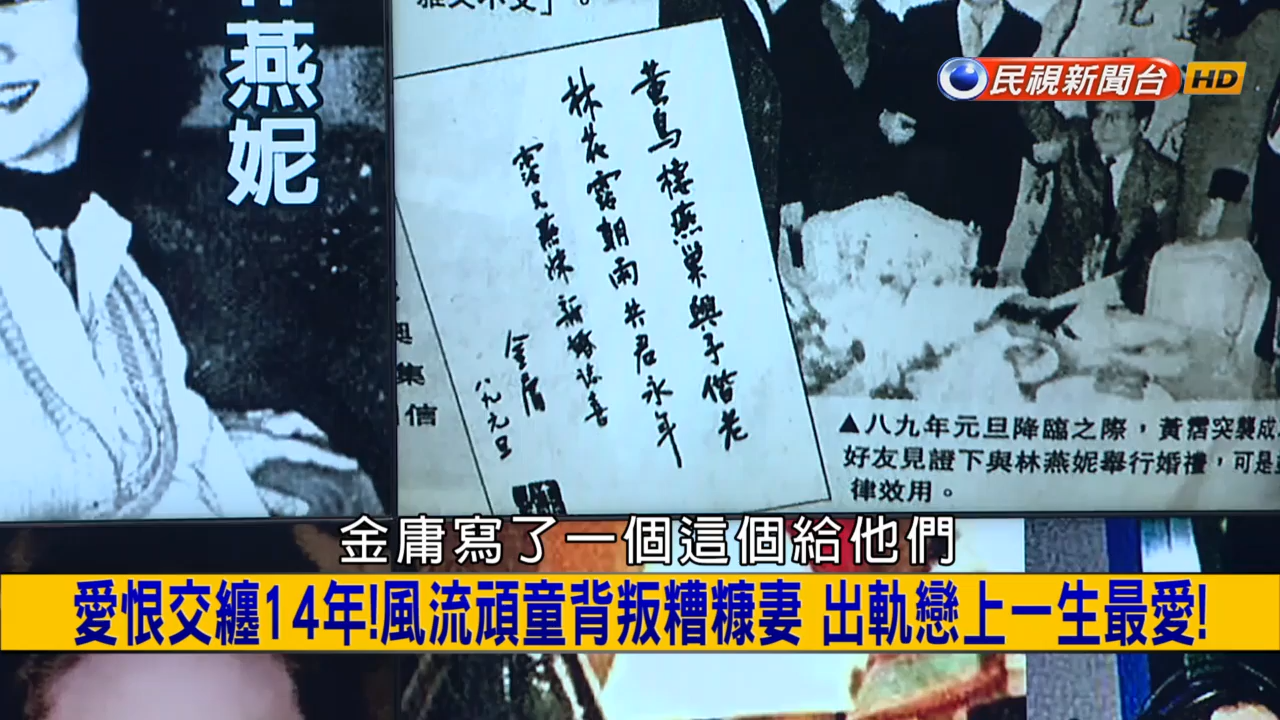 燕妮
民視新聞台 HD
黃鳥棲燕巢與子偕老
林花霑朝雨共君永年
霑兄燕妹新婚誌喜
金庸
八九元旦
集
信
▲八九年元旦降臨之際，黃霑突襲成
好友見證下與林燕妮舉行婚禮，可是
律效用。
金庸寫了一個這個給他們
愛恨交纏14年!風流頑童背叛糟糠妻 出軌戀上一生最愛!